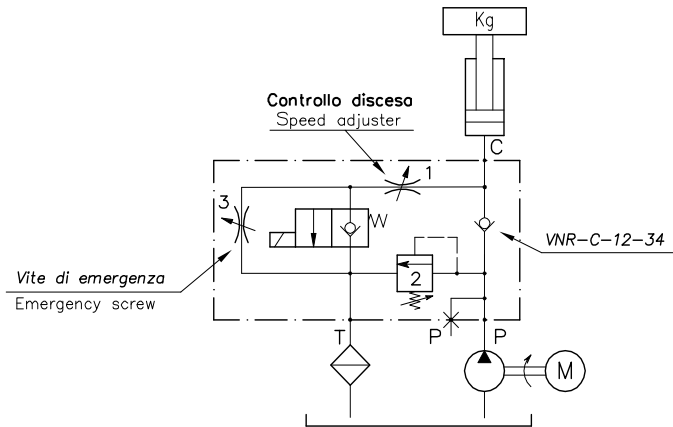 Kg
Controllo discesa
Speed adjuster
C
1
3
VNR-C-12-34
2
Vite di emergenza
Emergency screw
T
P
P
M